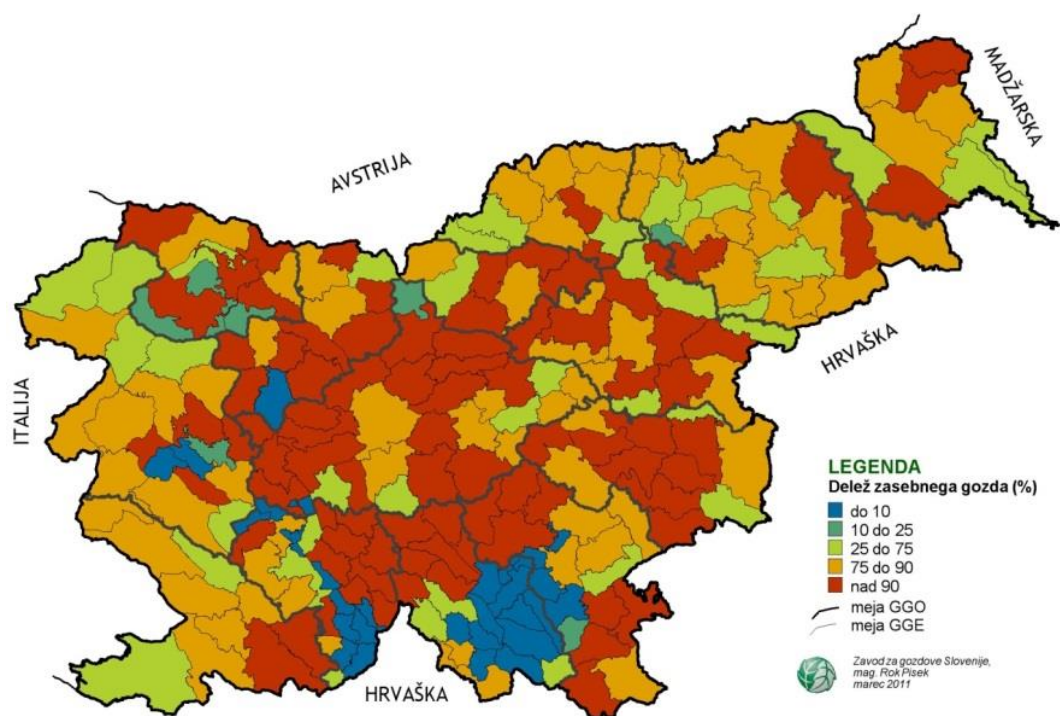 MADŽARSKA
AVSTRIJA
HRVAŠKA
ITALIJA
LEGENDA
Delež zasebnega gozda (%)
do 10
10 do 25
25 do 75
75 do 90
nad 90
meja GGO
meja GGE
Zavod za gozdove Slovenije,
mag. Rok Pisek
marec 2011
HRVAŠKA